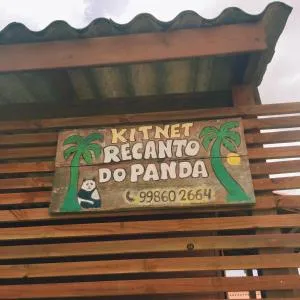 KITNET
RECANTO
DO PANDA
99860 2664